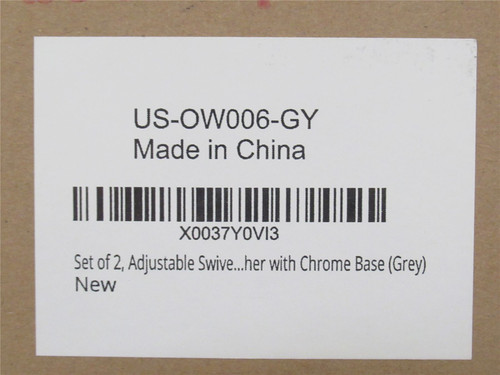 US-OW006-GY
Made in China
X0037Y0VI3
Set of 2, Adjustable Swive...her with Chrome Base (Grey)
New